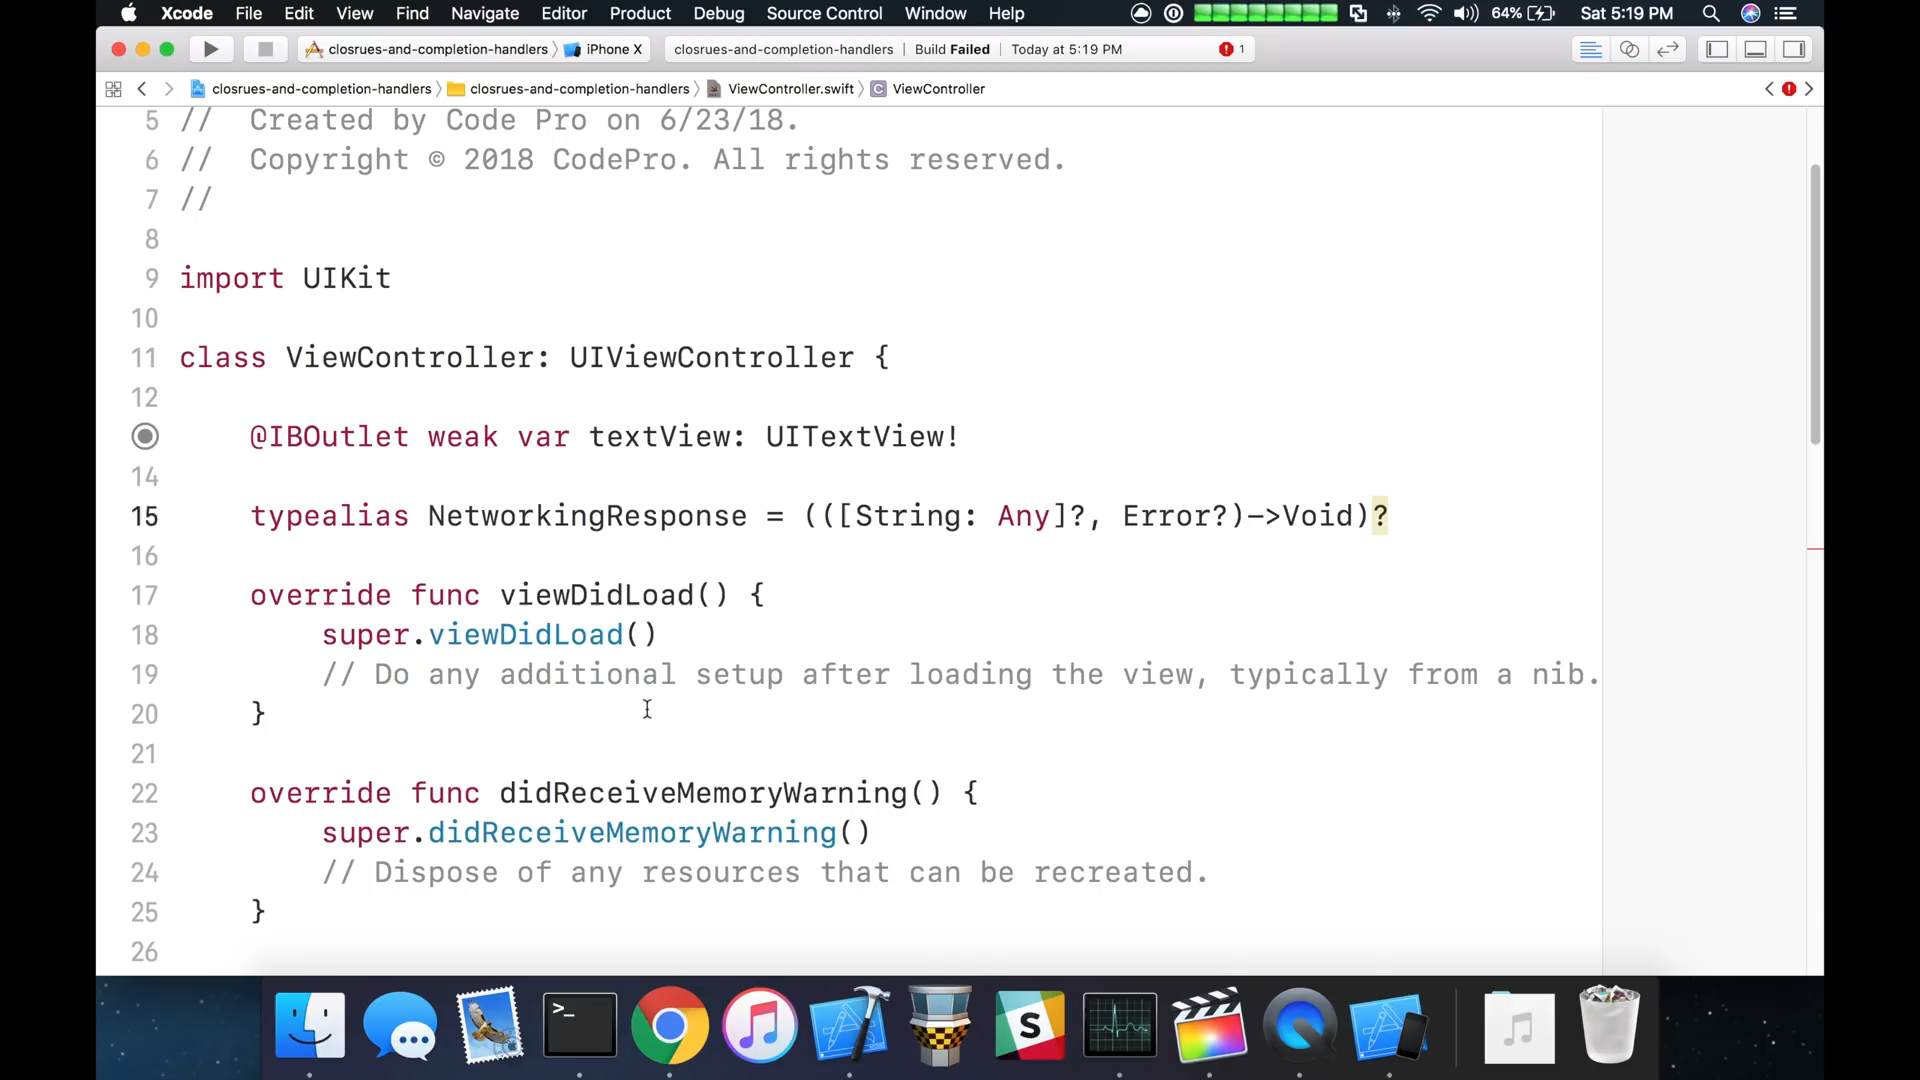 Xcode File Edit View Find Navigate Editor Product Debug Source Control Window Help 64% Sat 5:19 PM
closrues-and-completion-handlers 〉 iPhone X closrues-and-completion-handlers | Build Failed | Today at 5:19 PM 1
closrues-and-completion-handlers 〉 closrues-and-completion-handlers 〉 ViewController.swift 〉 C ViewController
5 //  Created by Code Pro on 6/23/18.
6 //  Copyright © 2018 CodePro. All rights reserved.
7 //
8
9 import UIKit
10
11 class ViewController: UIViewController {
12
@IBOutlet weak var textView: UITextView!
14
15 typealias NetworkingResponse = (([String: Any]?, Error?)->Void)?
16
17 override func viewDidLoad() {
18 super.viewDidLoad()
19 // Do any additional setup after loading the view, typically from a nib.
20 }
21
22 override func didReceiveMemoryWarning() {
23 super.didReceiveMemoryWarning()
24 // Dispose of any resources that can be recreated.
25 }
26
>_
S